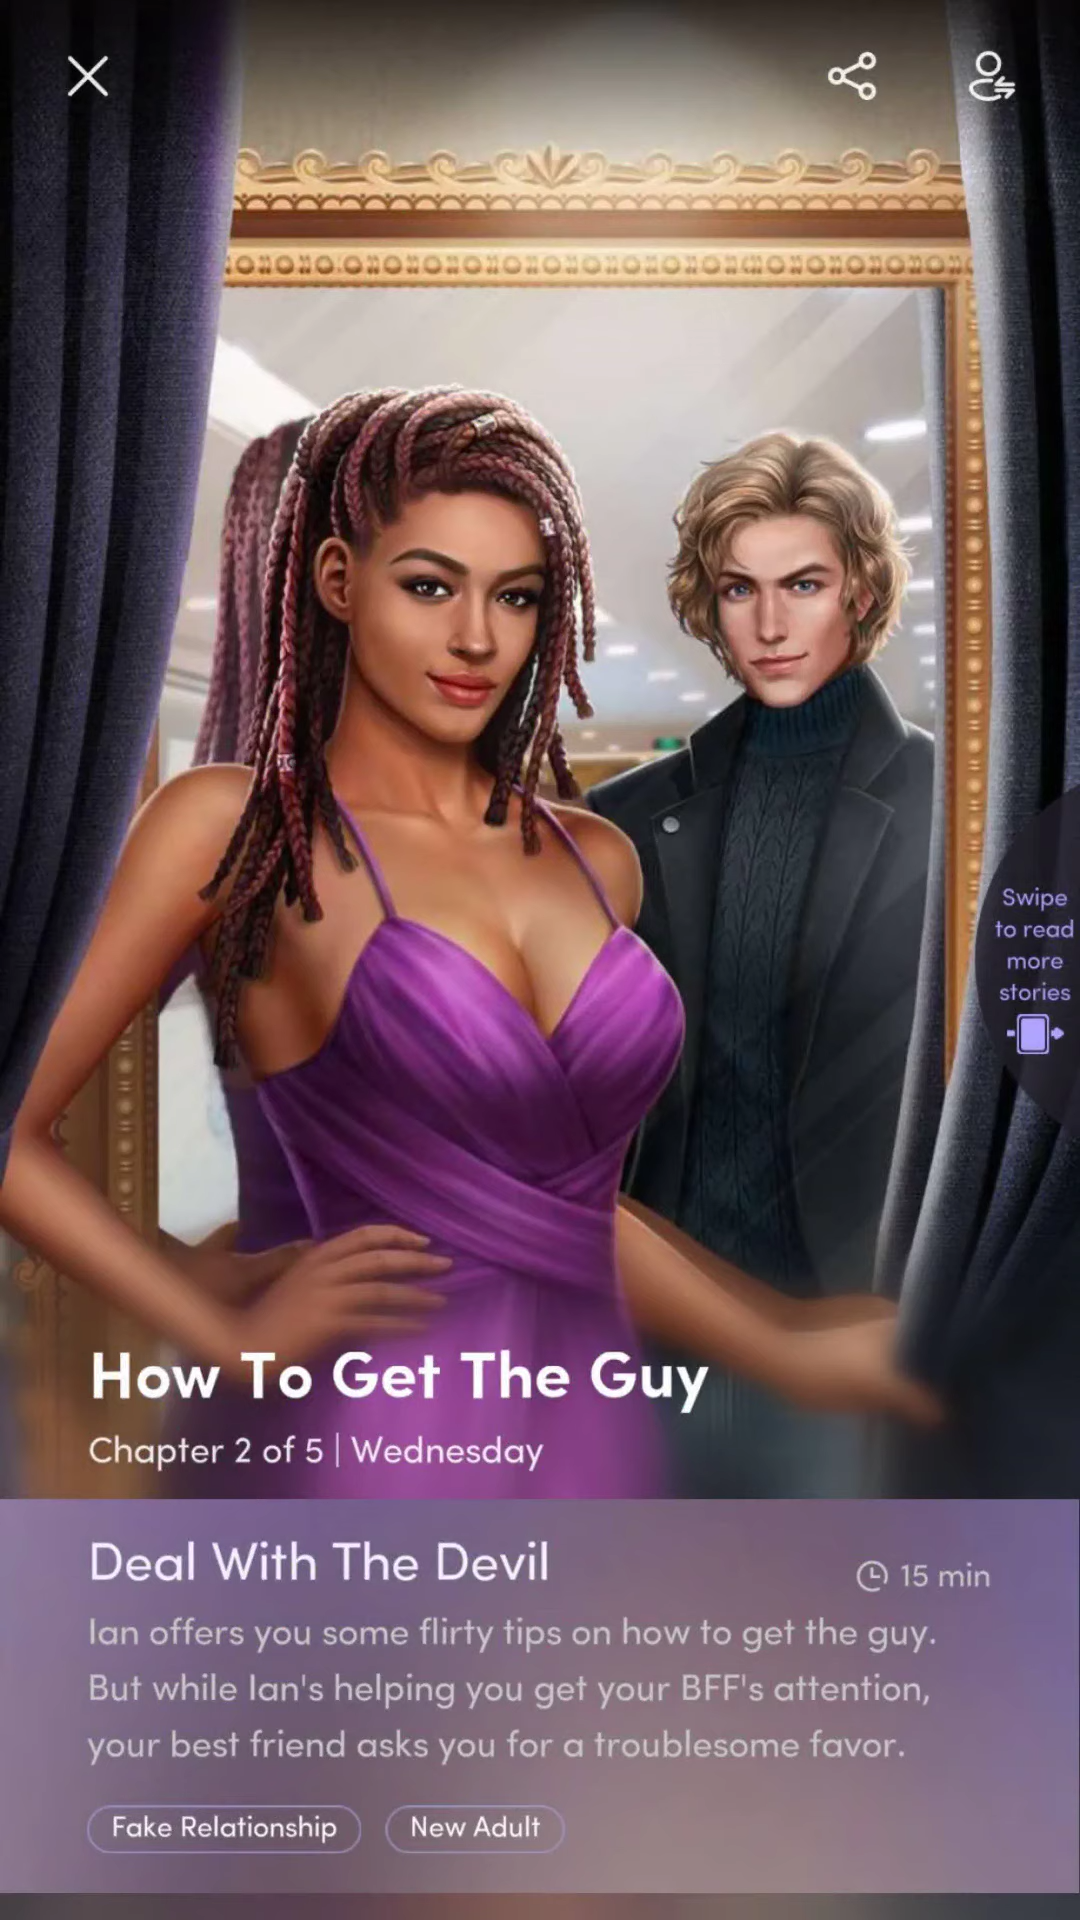 Swipe
to read
more
stories
How To Get The Guy
Chapter 2 of 5 | Wednesday
Deal With The Devil
15 min
Ian offers you some flirty tips on how to get the guy.
But while Ian's helping you get your BFF's attention,
your best friend asks you for a troublesome favor.
Fake Relationship
New Adult